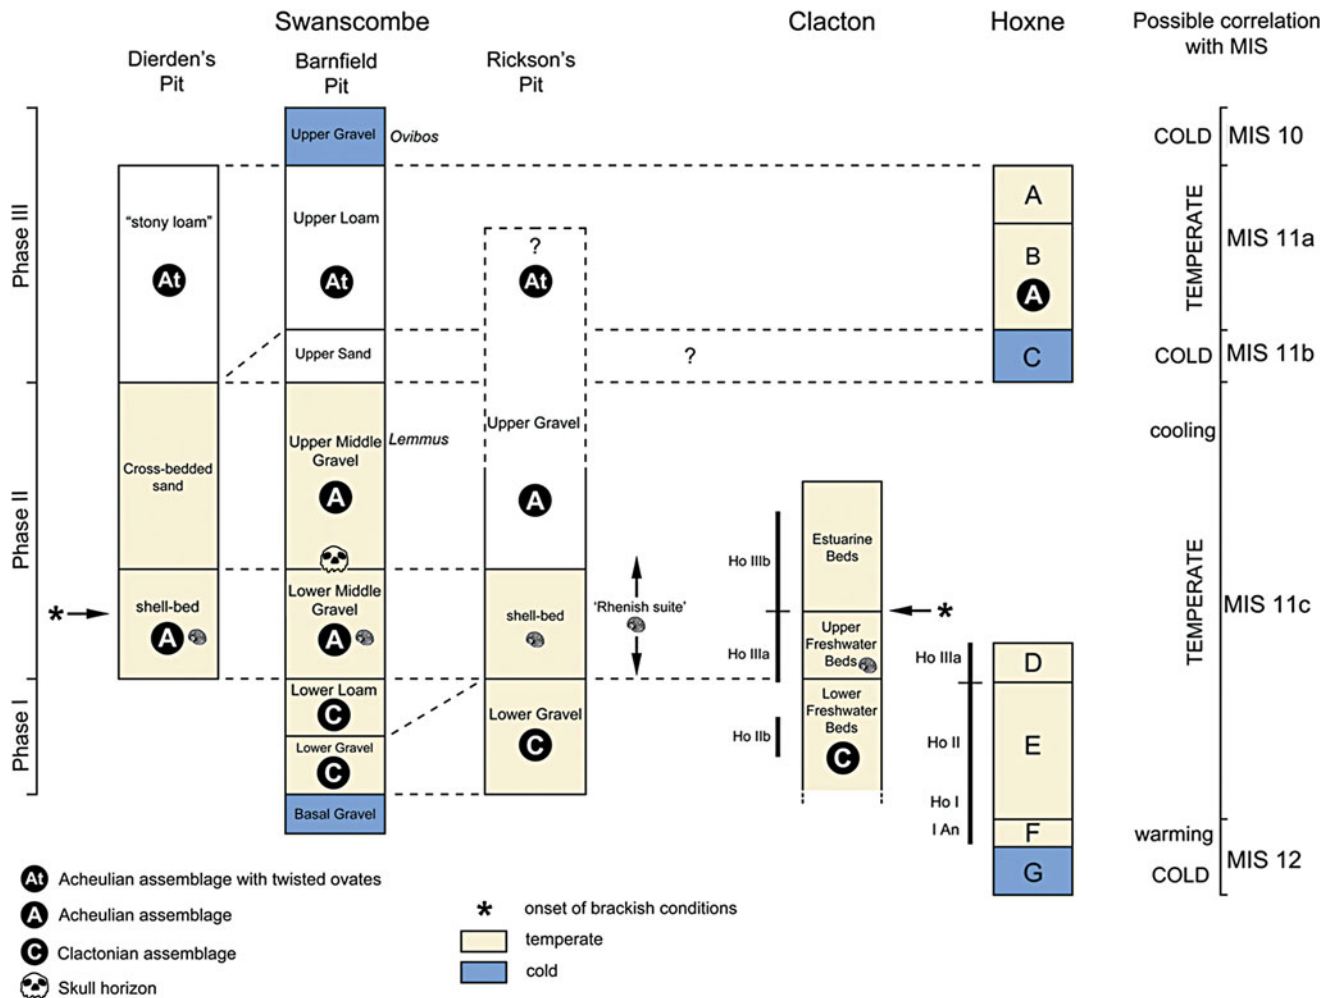 Swanscombe
Clacton
Hoxne
Possible correlation
with MIS
Dierden's
Pit
Barnfield
Pit
Rickson's
Pit
Phase III
Phase II
Phase I
"stony loam"
At
Cross-bedded
sand
*
shell-bed
A
Upper Gravel
Ovibos
Upper Loam
At
Upper Sand
Upper Middle
Gravel
Lemmus
A
Lower Middle
Gravel
A
Lower Loam
C
Lower Gravel
C
Basal Gravel
?
At
Upper Gravel
A
shell-bed
Lower Gravel
C
?
'Rhenish suite'
Ho IIIb
Ho IIIa
Ho IIb
Estuarine
Beds
Upper
Freshwater
Beds
Lower
Freshwater
Beds
C
*
Ho IIIa
Ho II
Ho I
I An
A
B
A
C
D
E
F
G
COLD
MIS 10
TEMPERATE
MIS 11a
COLD
MIS 11b
cooling
TEMPERATE
MIS 11c
warming
COLD
MIS 12
At Acheulian assemblage with twisted ovates
A Acheulian assemblage
C Clactonian assemblage
Skull horizon
* onset of brackish conditions
temperate
cold